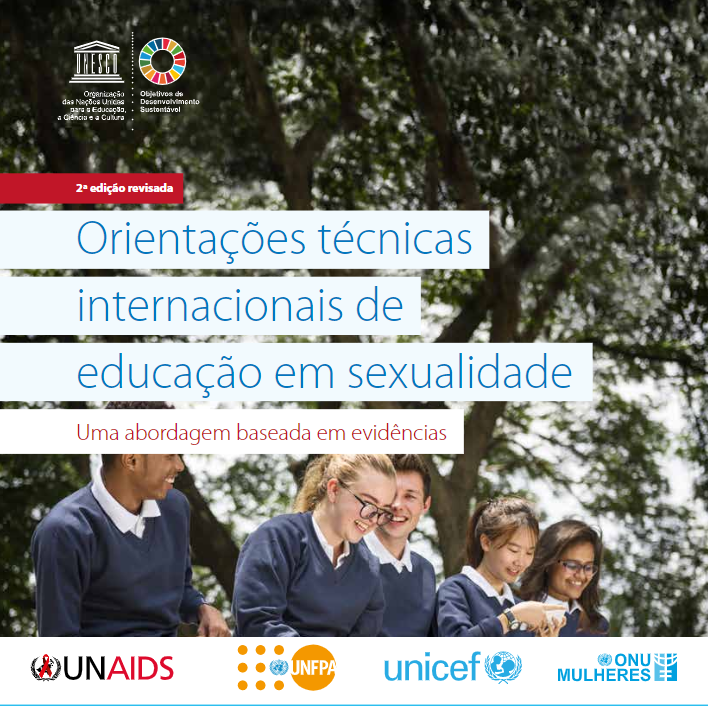 UNESCO
Organização
das Nações Unidas
para a Educação,
a Ciência e a Cultura
Objetivos de
Desenvolvimento
Sustentável
2ª edição revisada
Orientações técnicas
internacionais de
educação em sexualidade
Uma abordagem baseada em evidências
UNAIDS
UNFPA
unicef
ONU
MULHERES